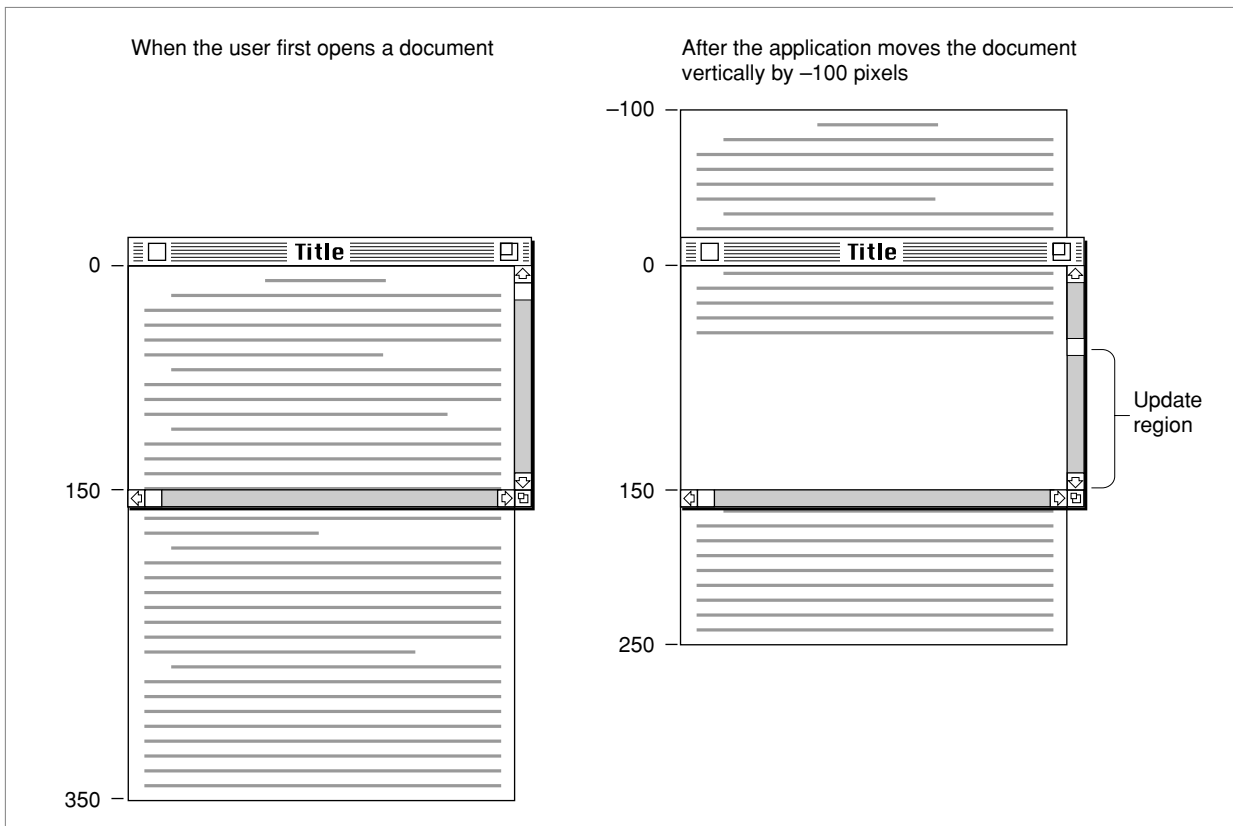 When the user first opens a document
After the application moves the document
vertically by –100 pixels
–100
Title
Title
0
0
Update
region
150
150
250
350